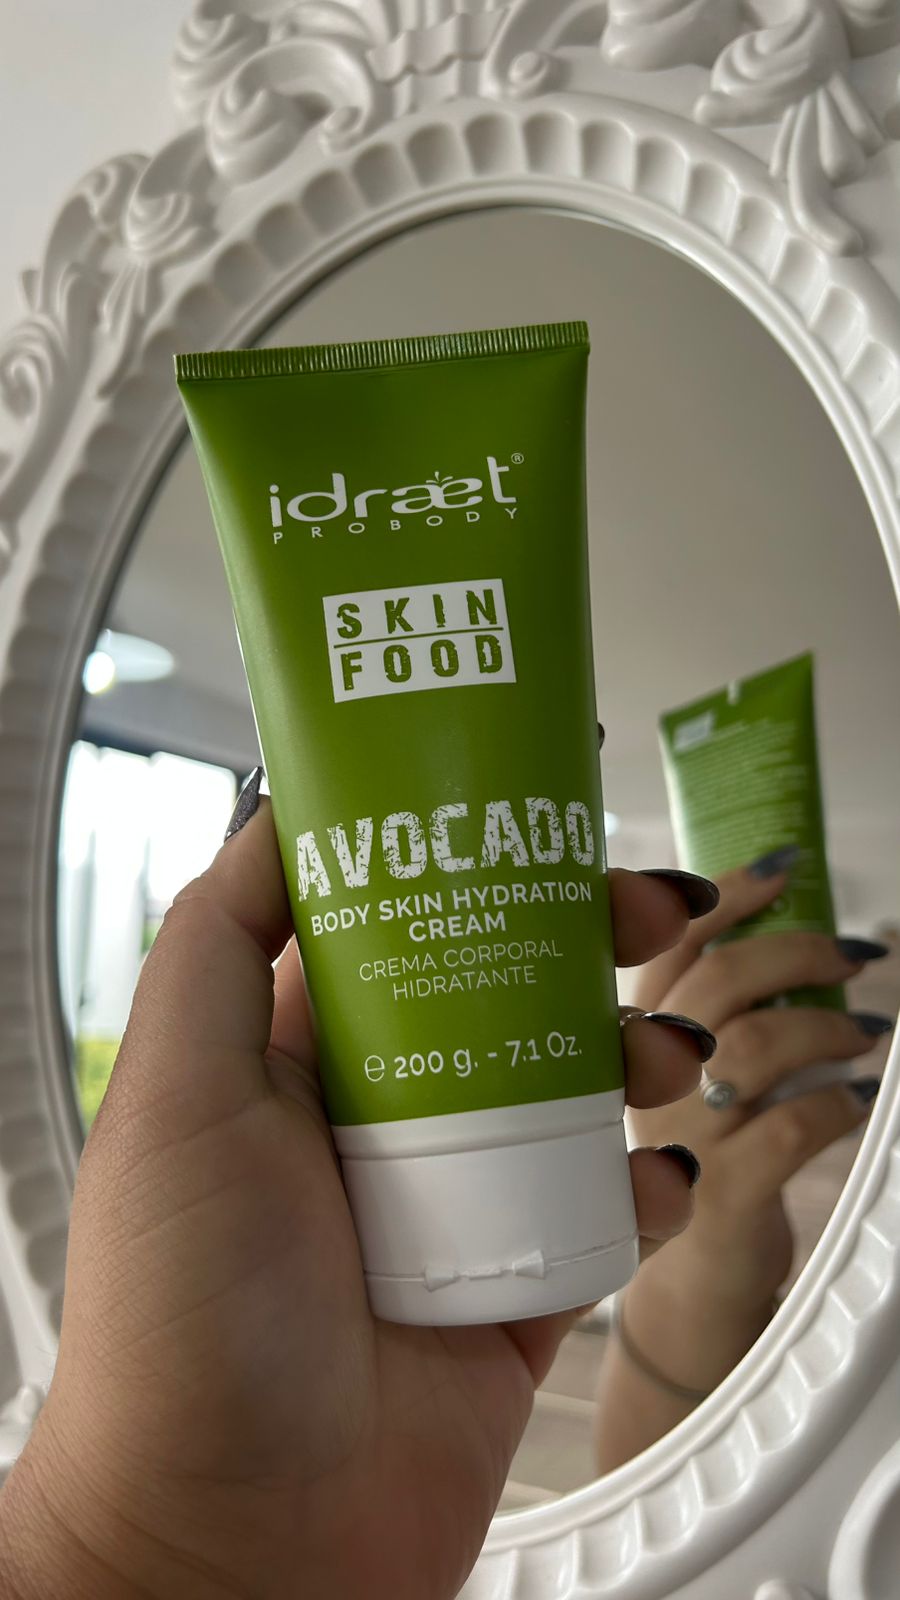 idraet®
PROBODY
SKIN
FOOD
AVOCADO
BODY SKIN HYDRATION
CREAM
CREMA CORPORAL
HIDRATANTE
℮ 200 g. - 7.1 Oz.